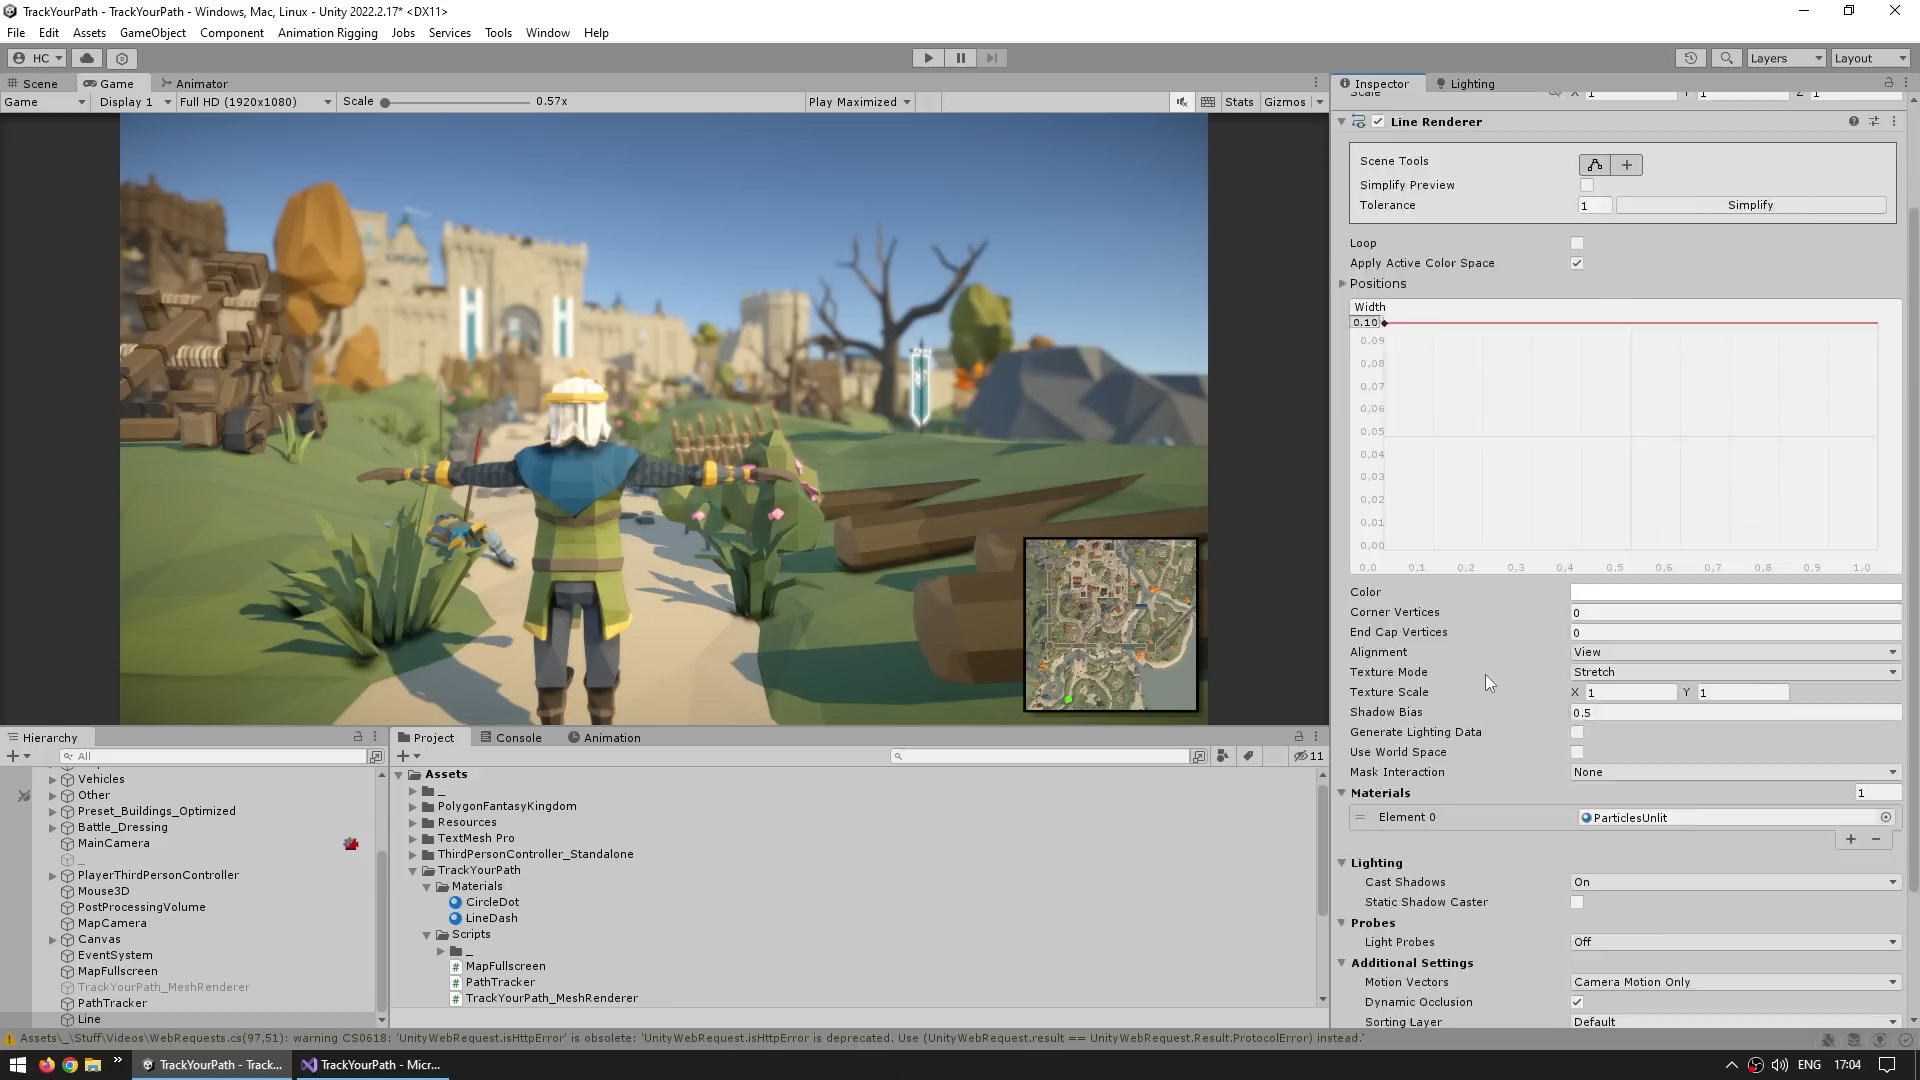 TrackYourPath - TrackYourPath - Windows, Mac, Linux - Unity 2022.2.17* <DX11>
File Edit Assets GameObject Component Animation Rigging Jobs Services Tools Window Help
HC Layers Layout
Scene Game Animator
Game Display 1 Full HD (1920x1080) Scale 0.57x Play Maximized Stats Gizmos
Inspector Lighting
Scale X 1 Y 1 Z 1
Line Renderer
Scene Tools
Simplify Preview
Tolerance 1 Simplify
Loop
Apply Active Color Space
Positions
Width
0.10
0.09
0,08
0,07
0,06
0,05
0,04
0,03
0,02
0,01
0,00
0,0 0,1 0,2 0,3 0,4 0,5 0,6 0,7 0,8 0,9 1,0
Color
Corner Vertices 0
End Cap Vertices 0
Alignment View
Texture Mode Stretch
Texture Scale X 1 Y 1
Shadow Bias 0.5
Generate Lighting Data
Use World Space
Mask Interaction None
Materials 1
Element 0 ParticlesUnlit
Lighting
Cast Shadows On
Static Shadow Caster
Probes
Light Probes Off
Additional Settings
Motion Vectors Camera Motion Only
Dynamic Occlusion
Sorting Layer Default
Hierarchy
All
Vehicles
Other
Preset_Buildings_Optimized
Battle_Dressing
MainCamera
_
PlayerThirdPersonController
Mouse3D
PostProcessingVolume
MapCamera
Canvas
EventSystem
MapFullscreen
TrackYourPath_MeshRenderer
PathTracker
Line
Project Console Animation
11
Assets
_
PolygonFantasyKingdom
Resources
TextMesh Pro
ThirdPersonController_Standalone
TrackYourPath
Materials
CircleDot
LineDash
Scripts
_
MapFullscreen
PathTracker
TrackYourPath_MeshRenderer
Assets\_\Stuff\Videos\WebRequests.cs(97,51): warning CS0618: 'UnityWebRequest.isHttpError' is obsolete: 'UnityWebRequest.isHttpError is deprecated. Use (UnityWebRequest.result == UnityWebRequest.Result.ProtocolError) instead.'
TrackYourPath - Track... TrackYourPath - Micr... ENG 17:04